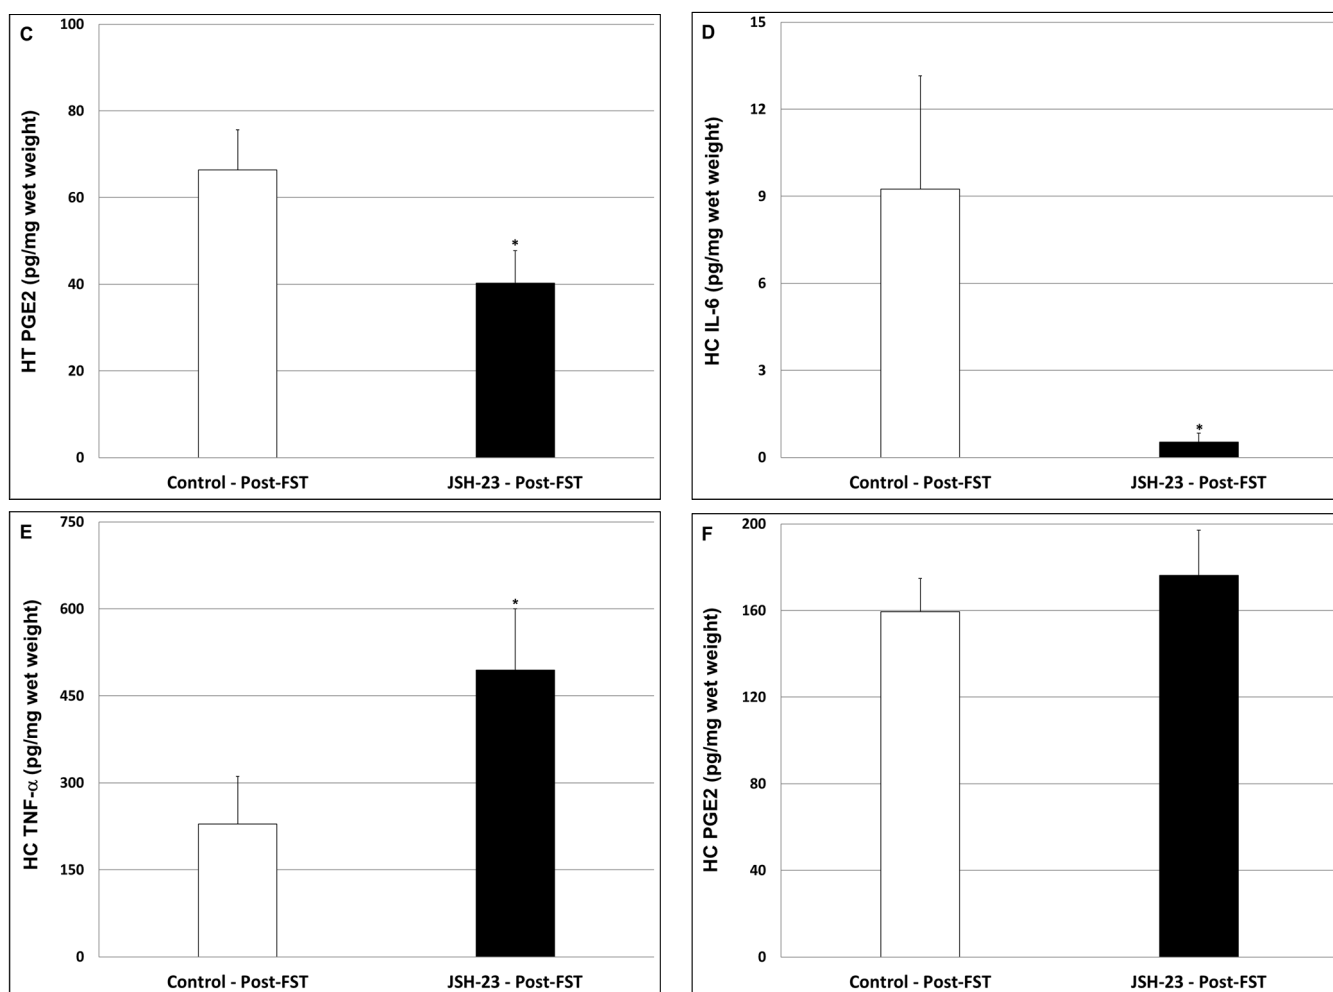 C
HT PGE2 (pg/mg wet weight)
100
80
60
40
20
0
*
Control - Post-FST
JSH-23 - Post-FST
D
HC IL-6 (pg/mg wet weight)
15
12
9
6
3
0
*
Control - Post-FST
JSH-23 - Post-FST
E
HC TNF-α (pg/mg wet weight)
750
600
450
300
150
0
*
Control - Post-FST
JSH-23 - Post-FST
F
HC PGE2 (pg/mg wet weight)
200
160
120
80
40
0
Control - Post-FST
JSH-23 - Post-FST